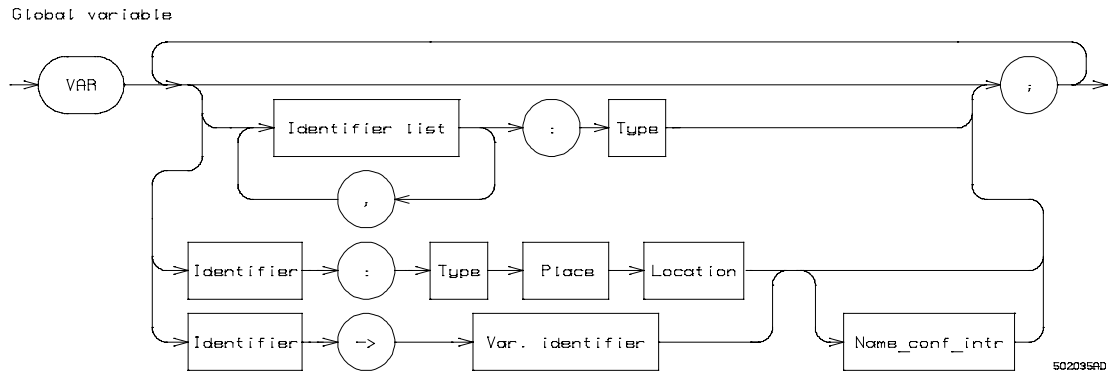 Global variable
VAR
;
Identifier list
:
Type
,
Identifier
:
Type
Place
Location
Identifier
->
Var. identifier
Name_conf_intr
502035AD